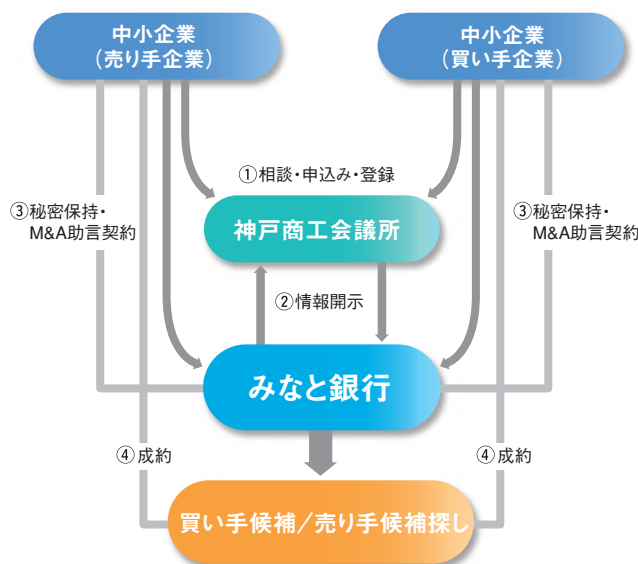 中小企業
(売り手企業)
中小企業
(買い手企業)
①相談・申込み・登録
③秘密保持・
M&A助言契約
③秘密保持・
M&A助言契約
神戸商工会議所
②情報開示
みなと銀行
④成約
④成約
買い手候補/売り手候補探し